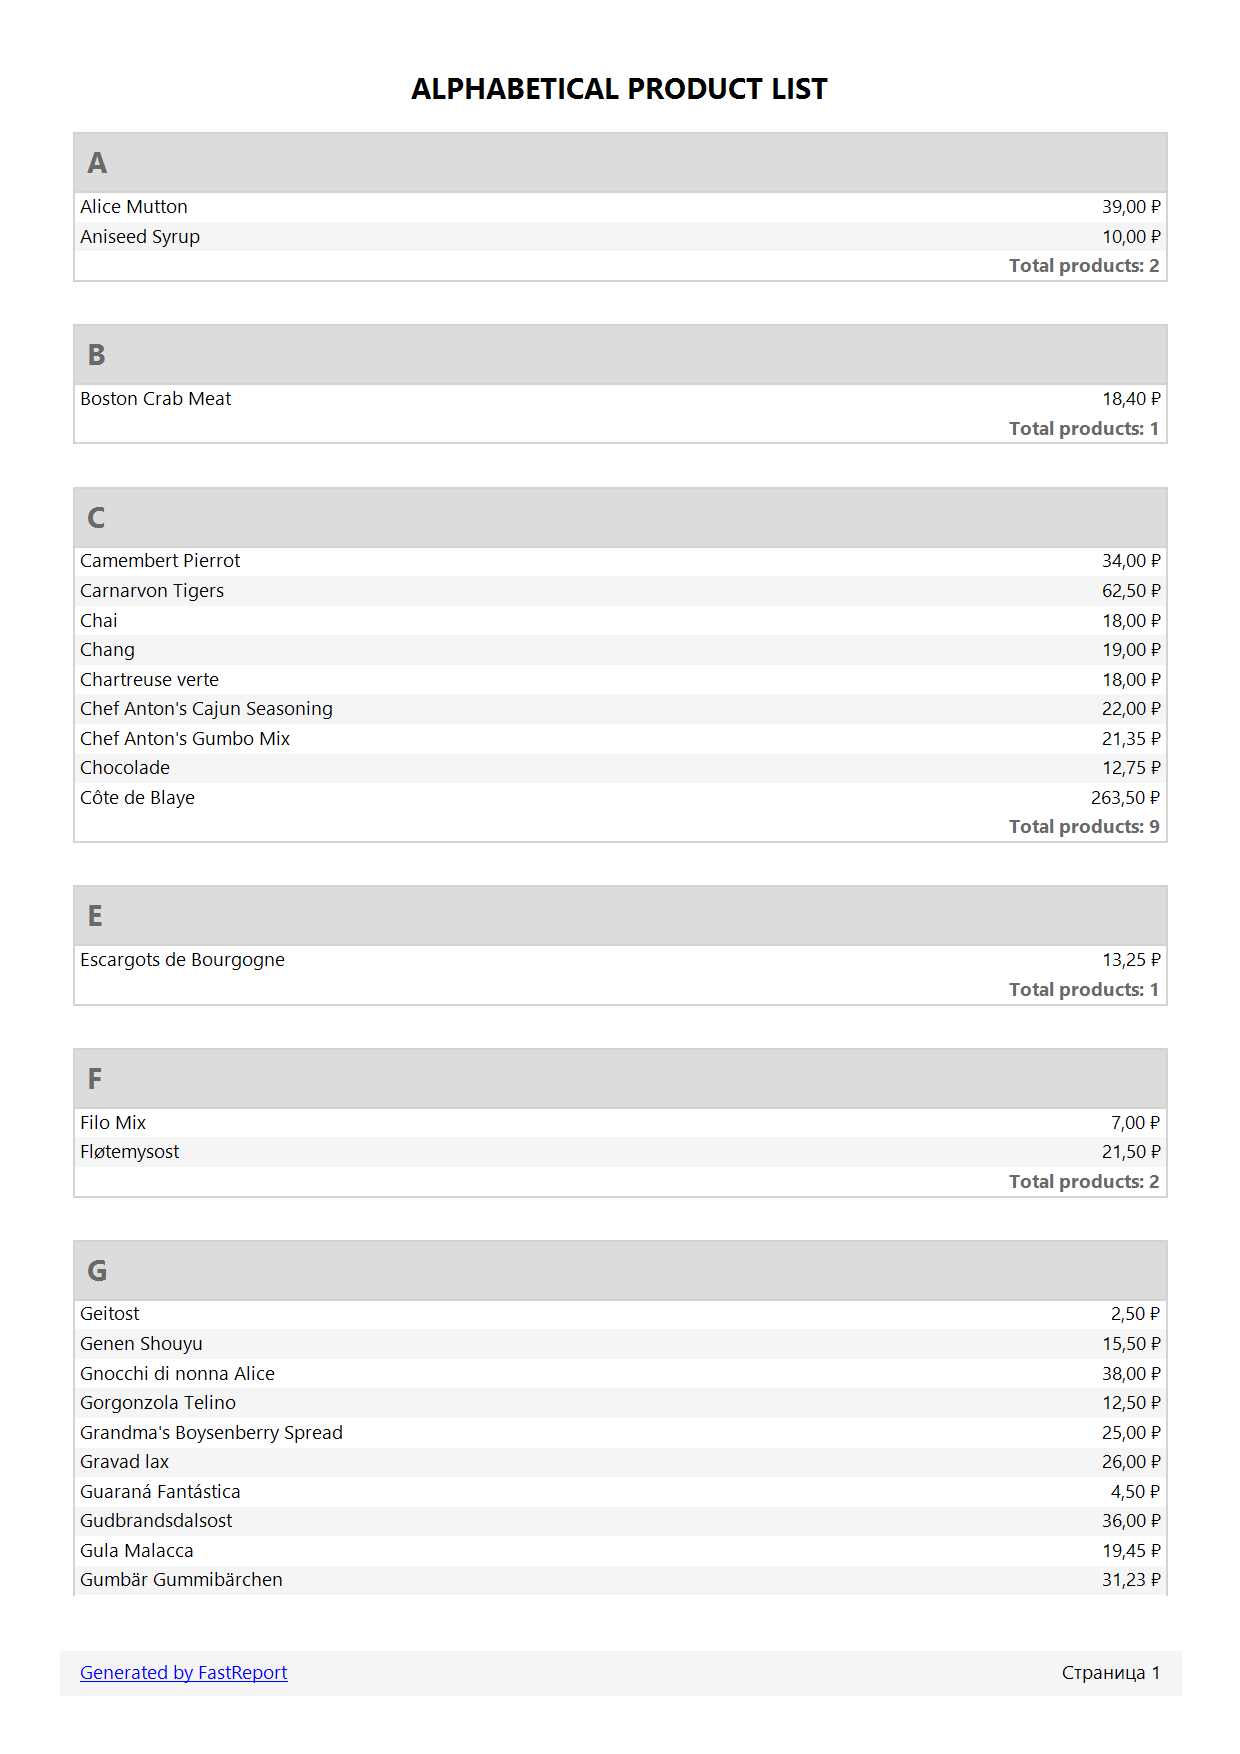 ALPHABETICAL PRODUCT LIST
A
Alice Mutton 39,00 ₽
Aniseed Syrup 10,00 ₽
Total products: 2
B
Boston Crab Meat 18,40 ₽
Total products: 1
C
Camembert Pierrot 34,00 ₽
Carnarvon Tigers 62,50 ₽
Chai 18,00 ₽
Chang 19,00 ₽
Chartreuse verte 18,00 ₽
Chef Anton's Cajun Seasoning 22,00 ₽
Chef Anton's Gumbo Mix 21,35 ₽
Chocolade 12,75 ₽
Côte de Blaye 263,50 ₽
Total products: 9
E
Escargots de Bourgogne 13,25 ₽
Total products: 1
F
Filo Mix 7,00 ₽
Fløtemysost 21,50 ₽
Total products: 2
G
Geitost 2,50 ₽
Genen Shouyu 15,50 ₽
Gnocchi di nonna Alice 38,00 ₽
Gorgonzola Telino 12,50 ₽
Grandma's Boysenberry Spread 25,00 ₽
Gravad lax 26,00 ₽
Guaraná Fantástica 4,50 ₽
Gudbrandsdalsost 36,00 ₽
Gula Malacca 19,45 ₽
Gumbär Gummibärchen 31,23 ₽
Generated by FastReport Страница 1